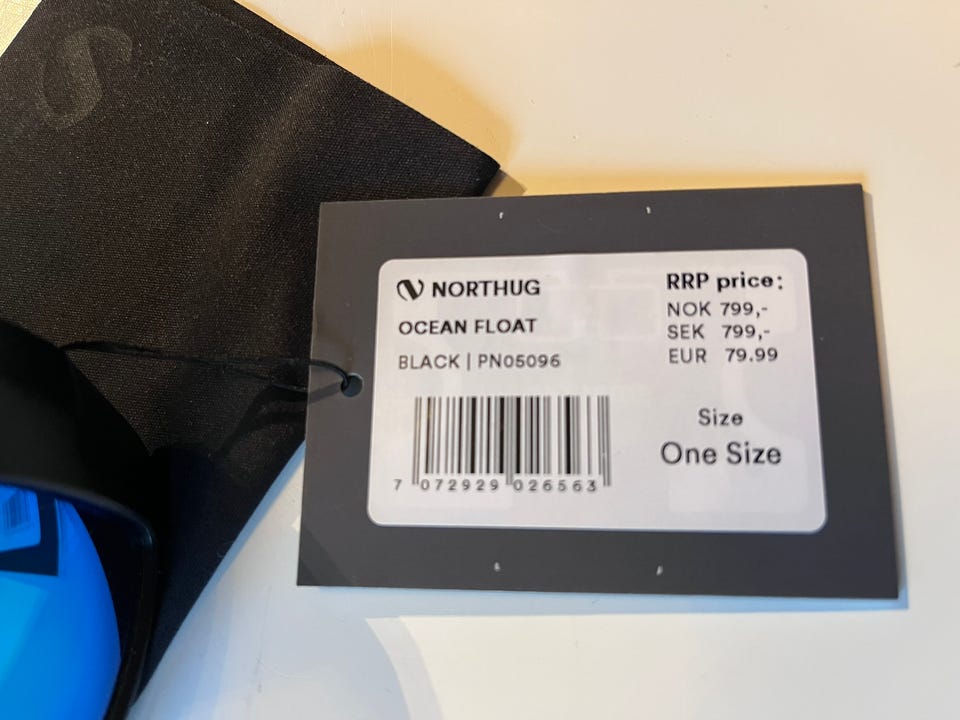 NORTHUG
OCEAN FLOAT
BLACK | PN05096
7 072929 026563
RRP price:
NOK 799,-
SEK 799,-
EUR 79.99
Size
One Size